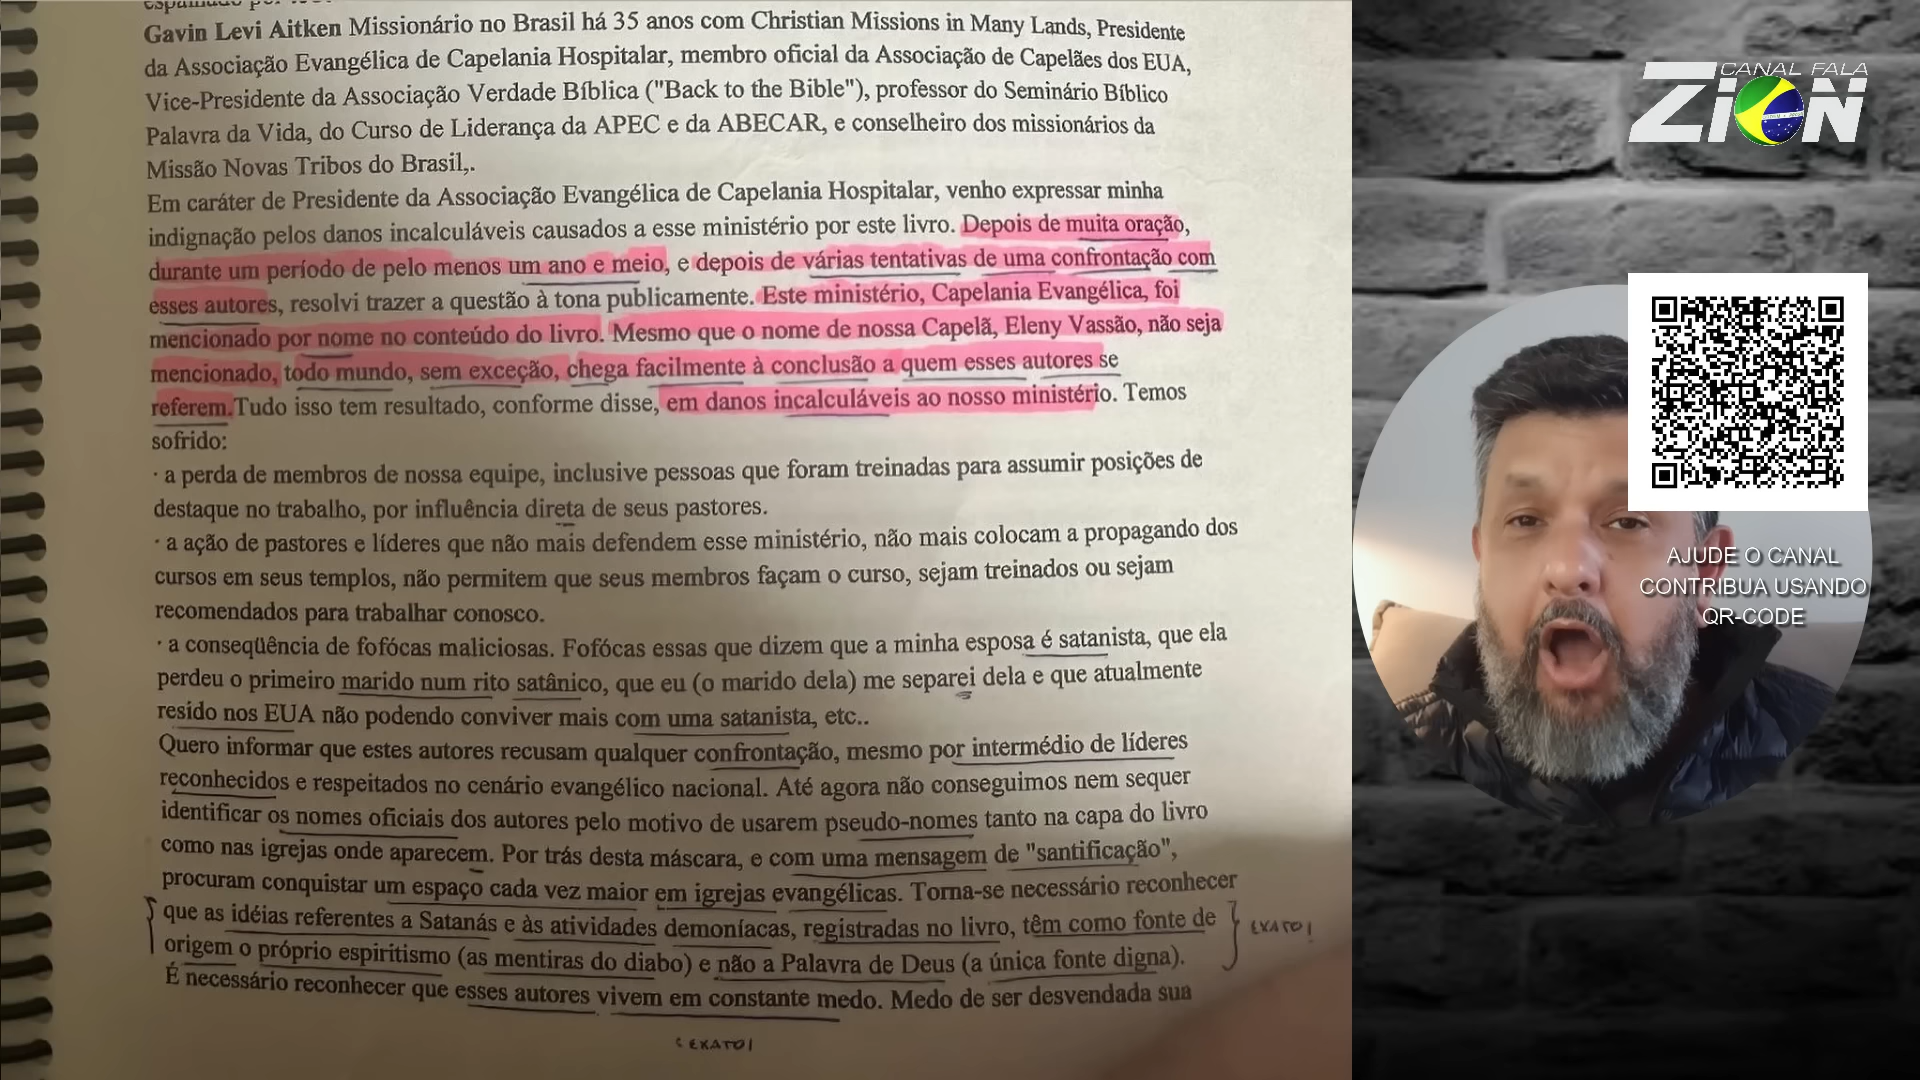 Gavin Levi Aitken Missionário no Brasil há 35 anos com Christian Missions in Many Lands, Presidente
da Associação Evangélica de Capelania Hospitalar, membro oficial da Associação de Capelães dos EUA,
Vice-Presidente da Associação Verdade Bíblica ("Back to the Bible"), professor do Seminário Bíblico
Palavra da Vida, do Curso de Liderança da APEC e da ABECAR, e conselheiro dos missionários da
Missão Novas Tribos do Brasil,.
Em caráter de Presidente da Associação Evangélica de Capelania Hospitalar, venho expressar minha
indignação pelos danos incalculáveis causados a esse ministério por este livro. Depois de muita oração,
durante um período de pelo menos um ano e meio, e depois de várias tentativas de uma confrontação com
esses autores, resolvi trazer a questão à tona publicamente. Este ministério, Capelania Evangélica, foi
mencionado por nome no conteúdo do livro. Mesmo que o nome de nossa Capelã, Eleny Vassão, não seja
mencionado, todo mundo, sem exceção, chega facilmente à conclusão a quem esses autores se
referem.Tudo isso tem resultado, conforme disse, em danos incalculáveis ao nosso ministério. Temos
sofrido:
· a perda de membros de nossa equipe, inclusive pessoas que foram treinadas para assumir posições de
destaque no trabalho, por influência direta de seus pastores.
· a ação de pastores e líderes que não mais defendem esse ministério, não mais colocam a propagando dos
cursos em seus templos, não permitem que seus membros façam o curso, sejam treinados ou sejam
recomendados para trabalhar conosco.
· a conseqüência de fofócas maliciosas. Fofócas essas que dizem que a minha esposa é satanista, que ela
perdeu o primeiro marido num rito satânico, que eu (o marido dela) me separei dela e que atualmente
resido nos EUA não podendo conviver mais com uma satanista, etc..
Quero informar que estes autores recusam qualquer confrontação, mesmo por intermédio de líderes
reconhecidos e respeitados no cenário evangélico nacional. Até agora não conseguimos nem sequer
identificar os nomes oficiais dos autores pelo motivo de usarem pseudo-nomes tanto na capa do livro
como nas igrejas onde aparecem. Por trás desta máscara, e com uma mensagem de "santificação",
procuram conquistar um espaço cada vez maior em igrejas evangélicas. Torna-se necessário reconhecer
que as idéias referentes a Satanás e às atividades demoníacas, registradas no livro, têm como fonte de
origem o próprio espiritismo (as mentiras do diabo) e não a Palavra de Deus (a única fonte digna).
EXATO!
É necessário reconhecer que esses autores vivem em constante medo. Medo de ser desvendada sua
EXATO!
CANAL FALA
ZION
AJUDE O CANAL
CONTRIBUA USANDO
QR-CODE